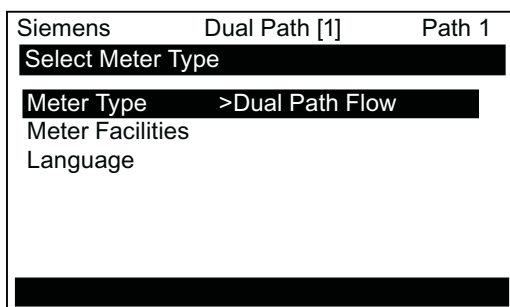 Siemens Dual Path [1] Path 1
Select Meter Type
Meter Type >Dual Path Flow
Meter Facilities
Language